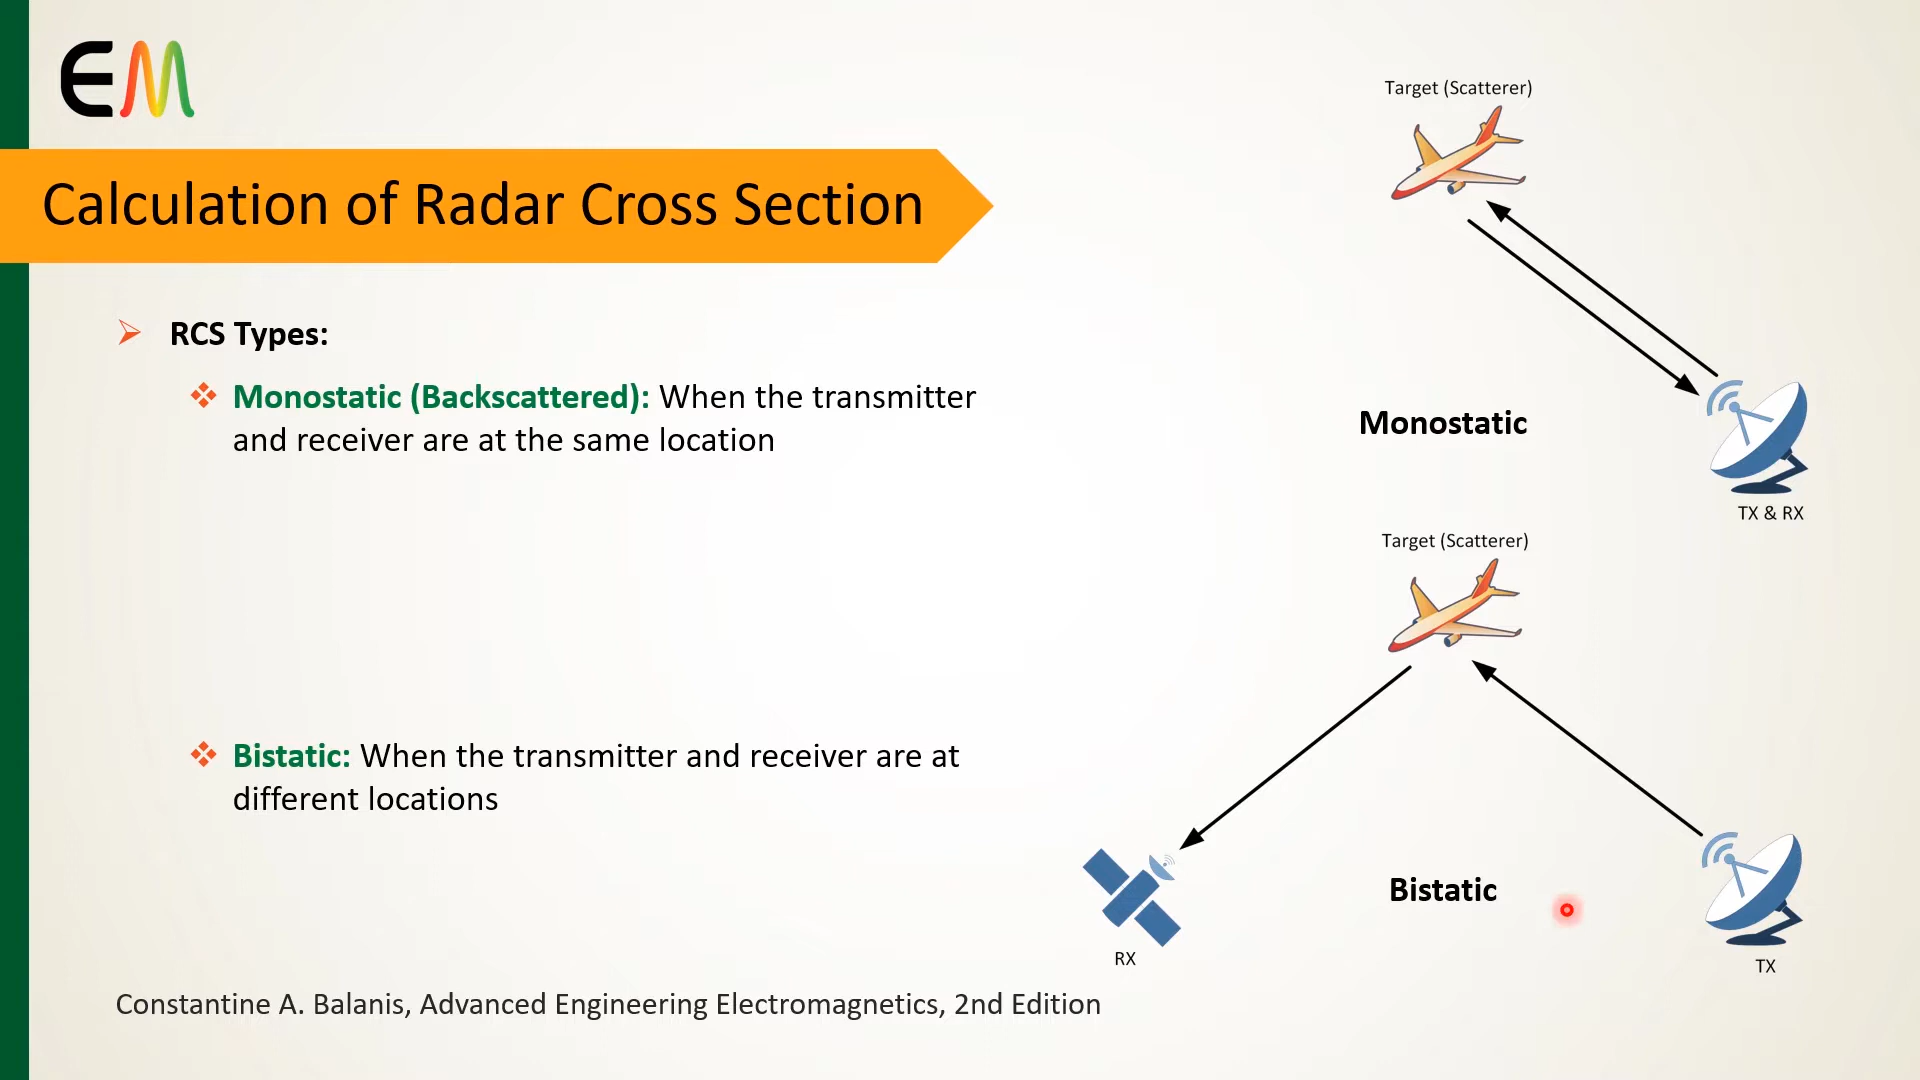 EM
Calculation of Radar Cross Section
RCS Types:
Monostatic (Backscattered): When the transmitter
and receiver are at the same location
Bistatic: When the transmitter and receiver are at
different locations
Target (Scatterer)
Monostatic
TX & RX
Target (Scatterer)
Bistatic
RX
TX
Constantine A. Balanis, Advanced Engineering Electromagnetics, 2nd Edition